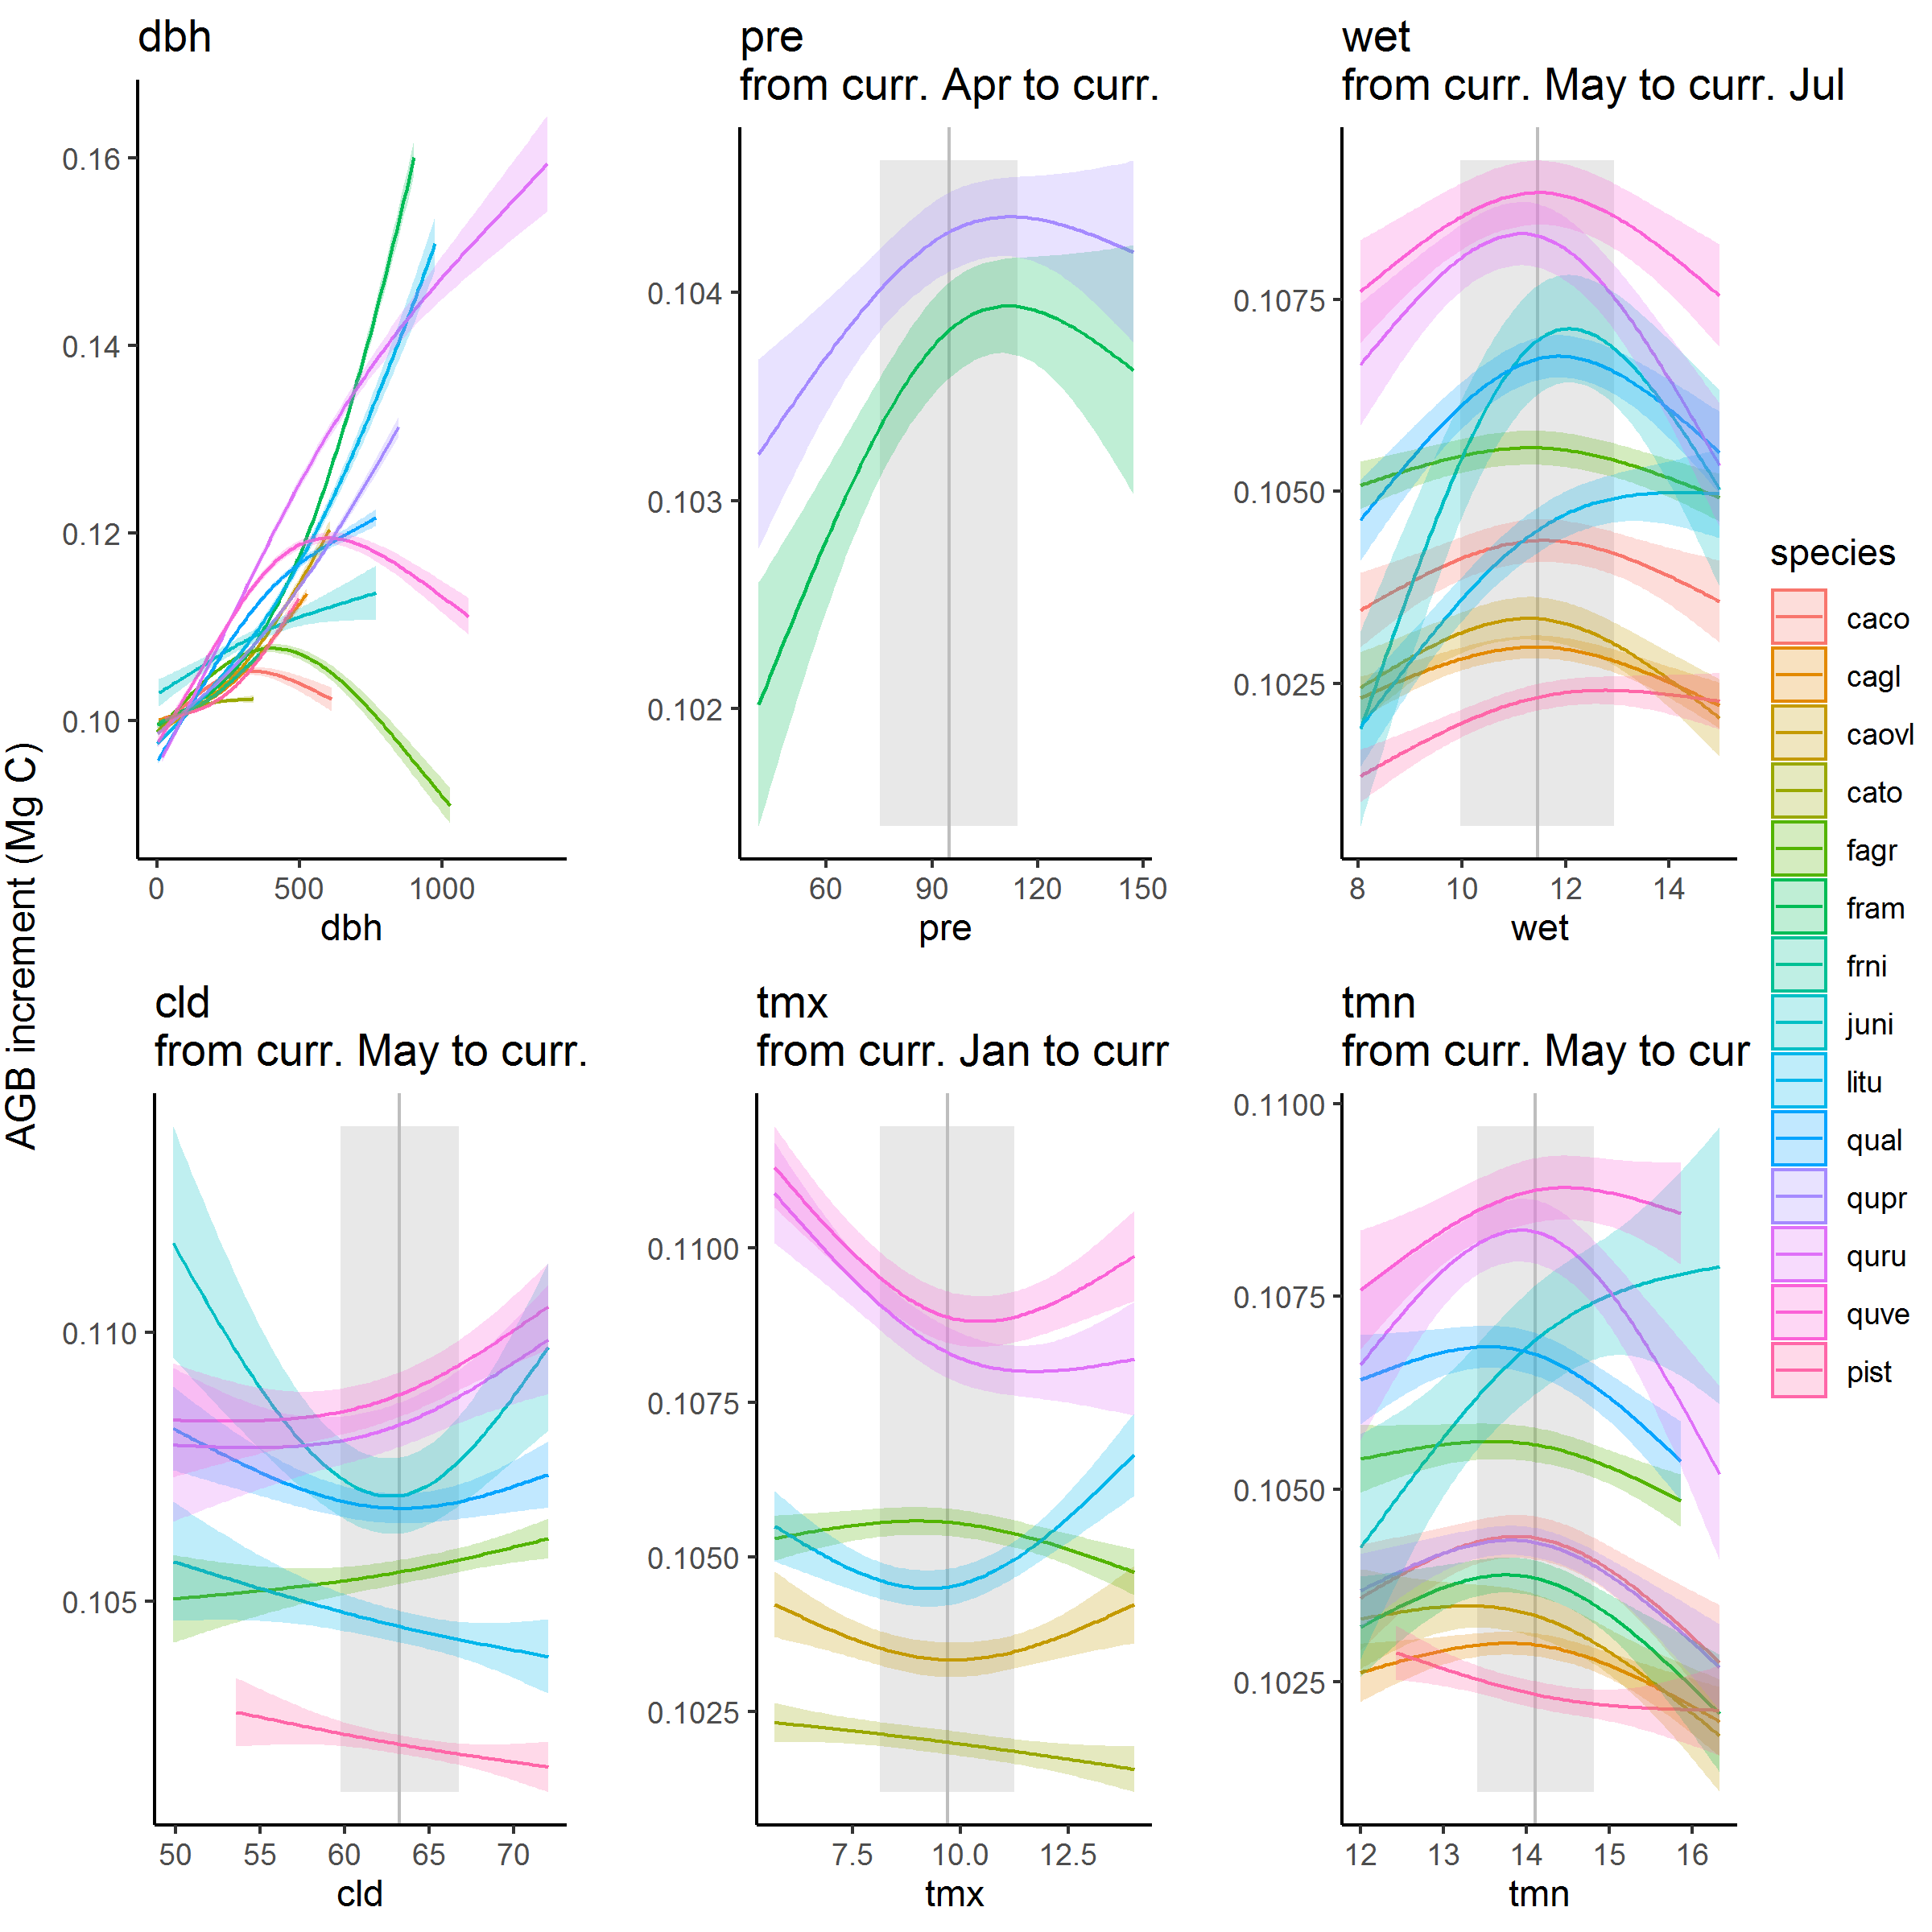 dbh
0.16
0.14
0.12
0.10
0 500 1000
dbh
pre
from curr. Apr to curr.
0.104
0.103
0.102
60 90 120 150
pre
wet
from curr. May to curr. Jul
0.1075
0.1050
0.1025
8 10 12 14
wet
AGB increment (Mg C)
cld
from curr. May to curr.
0.110
0.105
50 55 60 65 70
cld
tmx
from curr. Jan to curr
0.1100
0.1075
0.1050
0.1025
7.5 10.0 12.5
tmx
tmn
from curr. May to cur
0.1100
0.1075
0.1050
0.1025
12 13 14 15 16
tmn
species
caco
cagl
caovl
cato
fagr
fram
frni
juni
litu
qual
qupr
quru
quve
pist